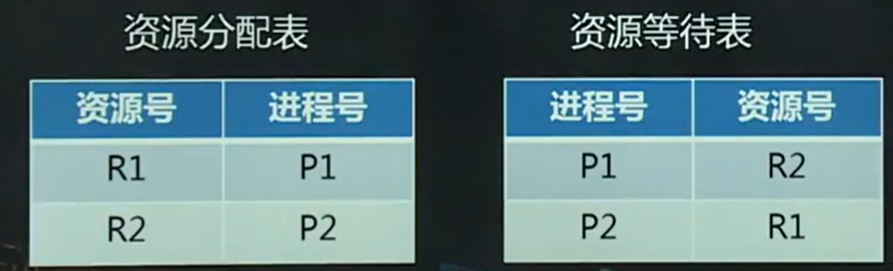 资源分配表
资源等待表
资源号 进程号
R1 P1
R2 P2
进程号 资源号
P1 R2
P2 R1